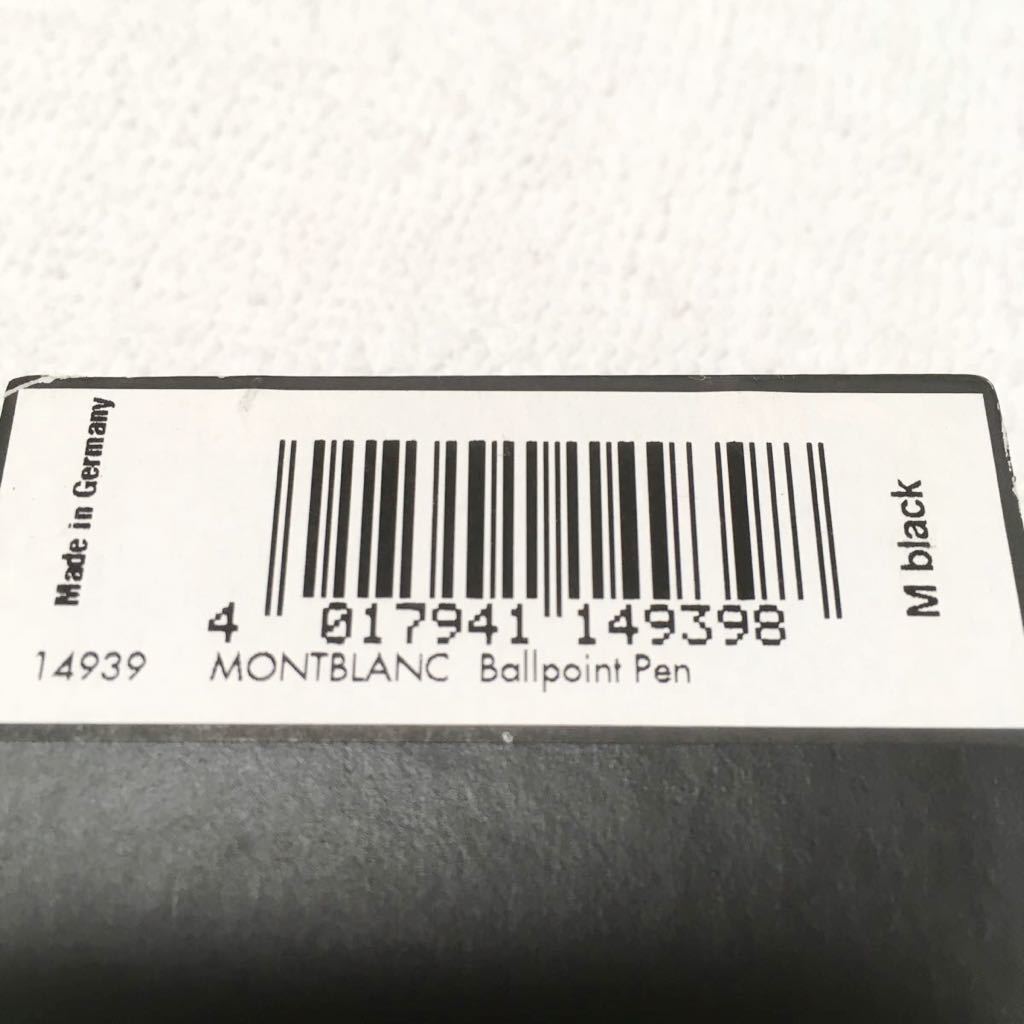 Made in Germany
M black
4 017941 149398
14939 MONTBLANC Ballpoint Pen